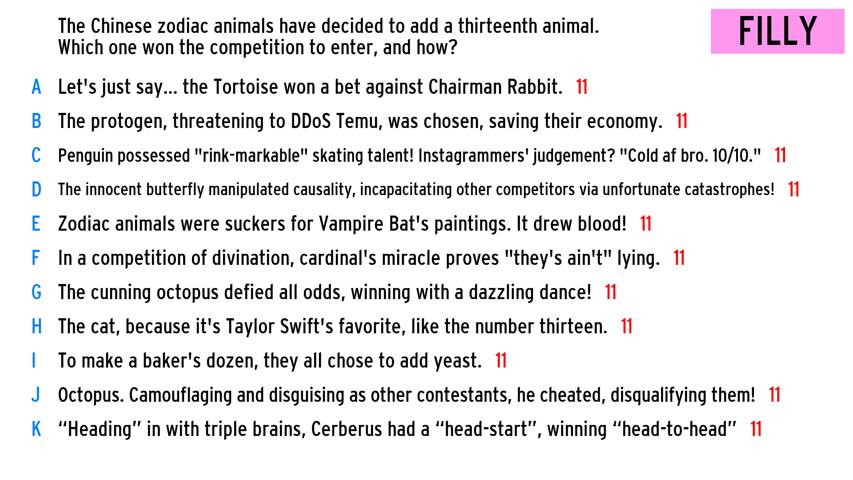 The Chinese zodiac animals have decided to add a thirteenth animal.
Which one won the competition to enter, and how?
FILLY
A Let's just say... the Tortoise won a bet against Chairman Rabbit. 11
B The protogen, threatening to DDoS Temu, was chosen, saving their economy. 11
C Penguin possessed "rink-markable" skating talent! Instagrammers' judgement? "Cold af bro. 10/10." 11
D The innocent butterfly manipulated causality, incapacitating other competitors via unfortunate catastrophes! 11
E Zodiac animals were suckers for Vampire Bat's paintings. It drew blood! 11
F In a competition of divination, cardinal's miracle proves "they's ain't" lying. 11
G The cunning octopus defied all odds, winning with a dazzling dance! 11
H The cat, because it's Taylor Swift's favorite, like the number thirteen. 11
I To make a baker's dozen, they all chose to add yeast. 11
J Octopus. Camouflaging and disguising as other contestants, he cheated, disqualifying them! 11
K “Heading” in with triple brains, Cerberus had a “head-start”, winning “head-to-head” 11